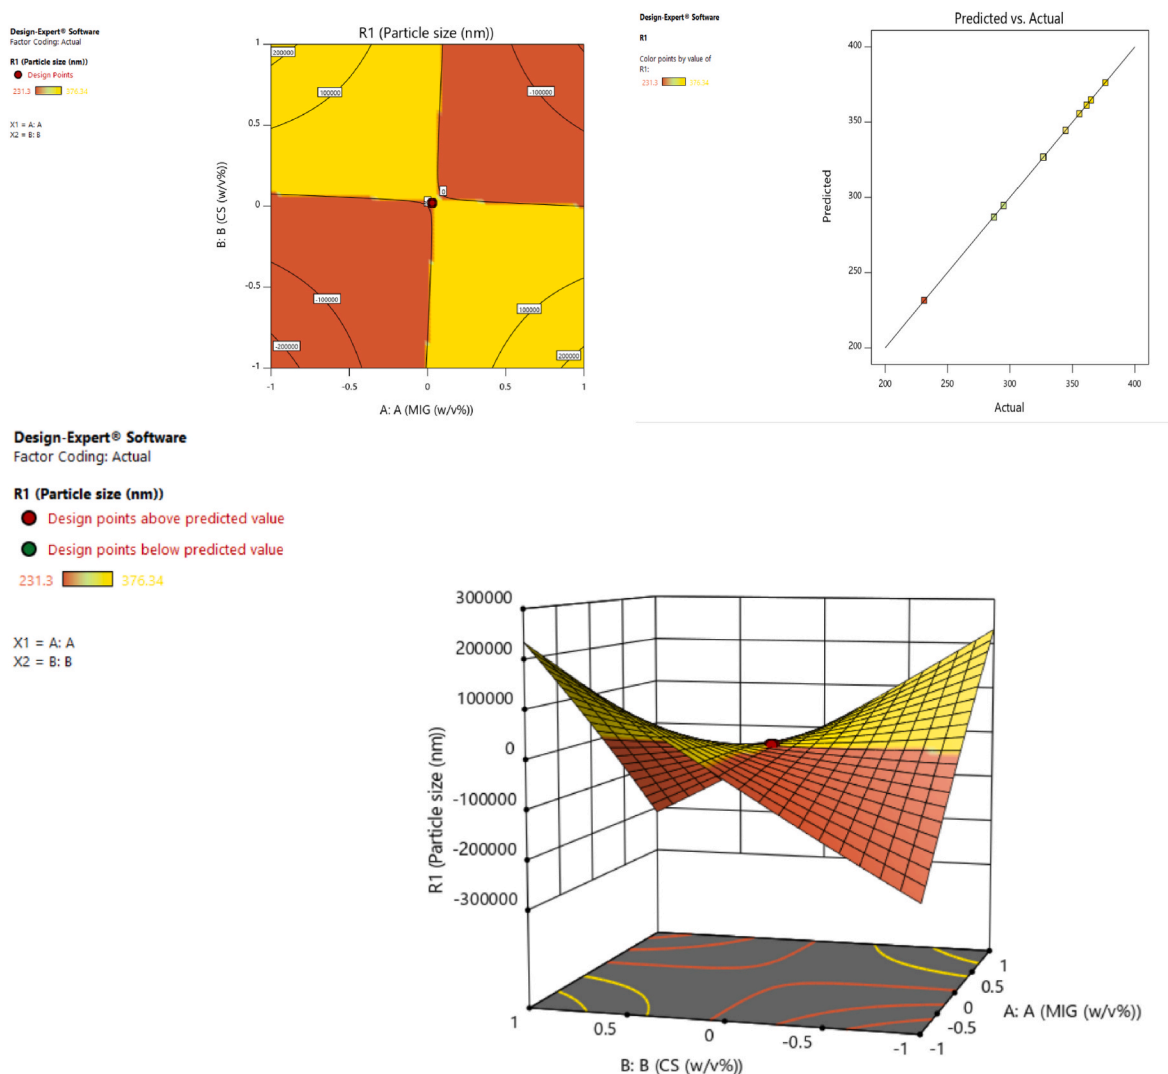 Design-Expert® Software
Factor Coding: Actual
R1 (Particle size (nm))
Design Points
231.3 376.34
X1 = A: A
X2 = B: B
R1 (Particle size (nm))
1
0.5
0
-0.5
-1
B: B (CS (w/v%))
200000
100000
-100000
0
-100000
100000
-200000
200000
-1 -0.5 0 0.5 1
A: A (MIG (w/v%))
Design-Expert® Software
R1
Color points by value of
R1:
231.3 376.34
Predicted vs. Actual
400
350
300
250
200
Predicted
200 250 300 350 400
Actual
Design-Expert® Software
Factor Coding: Actual
R1 (Particle size (nm))
Design points above predicted value
Design points below predicted value
231.3 376.34
X1 = A: A
X2 = B: B
300000
200000
100000
0
-100000
-200000
-300000
R1 (Particle size (nm))
1 0.5 0 -0.5 -1
B: B (CS (w/v%))
1
0.5
0
-0.5
-1
A: A (MIG (w/v%))